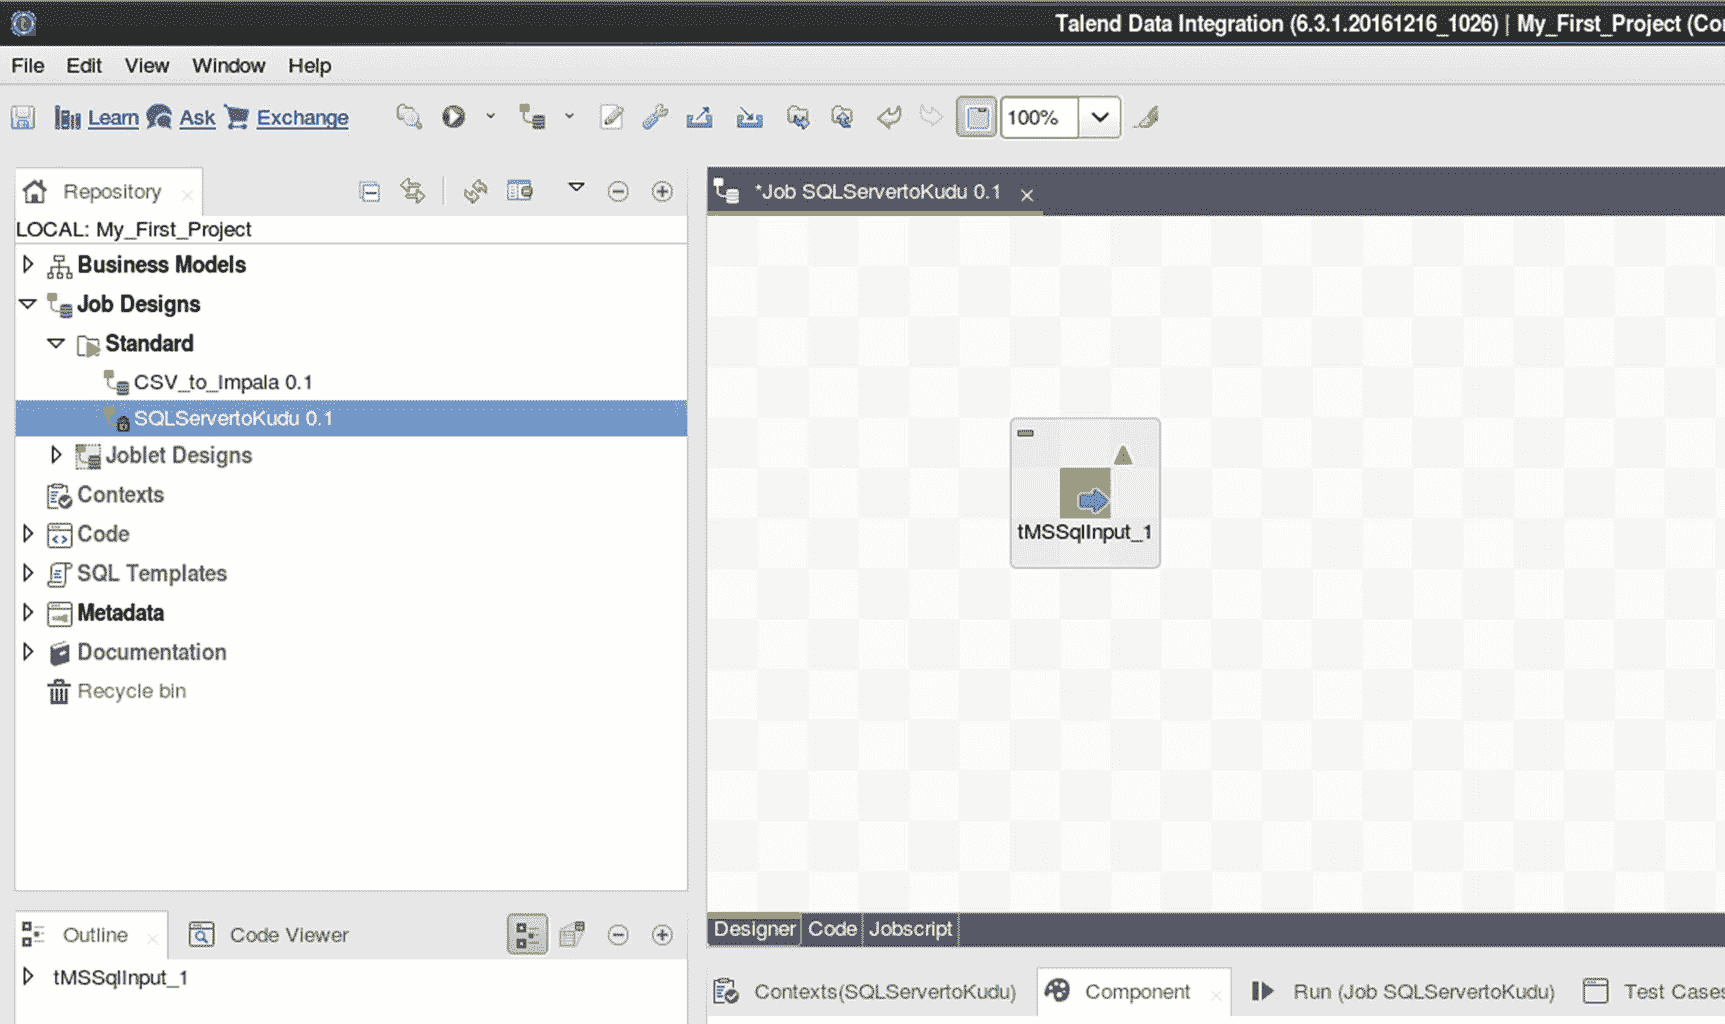 Talend Data Integration (6.3.1.20161216_1026) | My_First_Project (Con
File Edit View Window Help
Learn Ask Exchange 100%
Repository
*Job SQLServertoKudu 0.1
LOCAL: My_First_Project
Business Models
Job Designs
Standard
CSV_to_Impala 0.1
SQLServertoKudu 0.1
Joblet Designs
Contexts
Code
SQL Templates
Metadata
Documentation
Recycle bin
tMSSqlInput_1
Designer Code Jobscript
Outline Code Viewer
tMSSqlInput_1
Contexts(SQLServertoKudu) Component Run (Job SQLServertoKudu) Test Cases